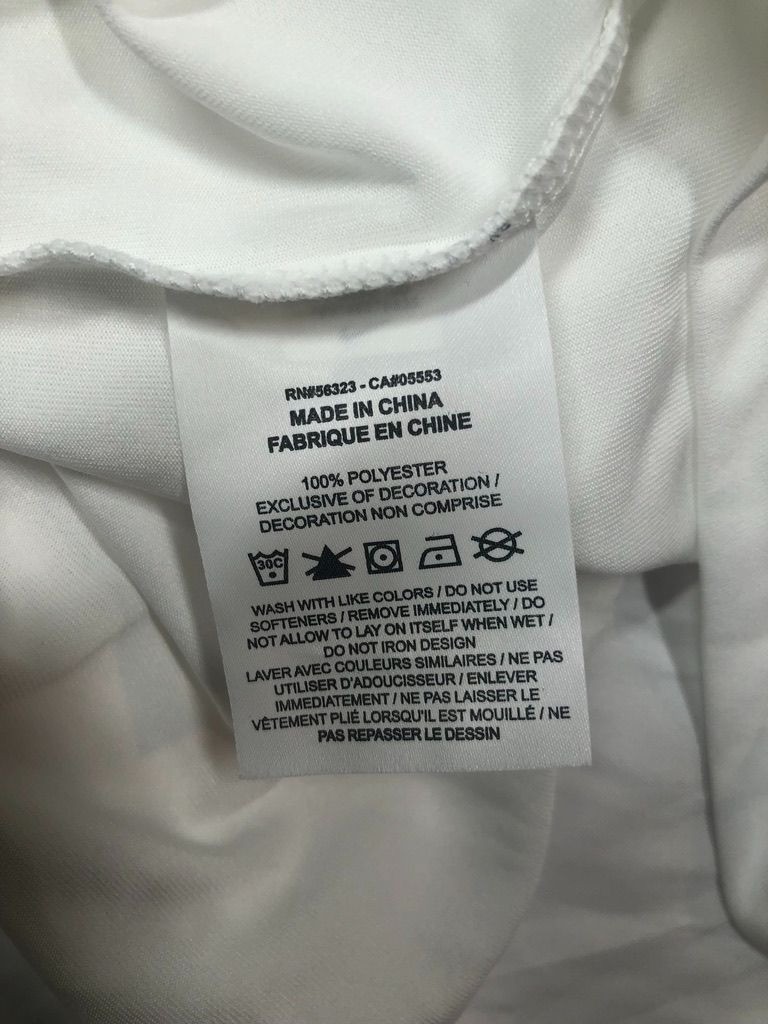 RN#56323 - CA#05553
MADE IN CHINA
FABRIQUE EN CHINE
100% POLYESTER
EXCLUSIVE OF DECORATION /
DECORATION NON COMPRISE
30C
WASH WITH LIKE COLORS / DO NOT USE
SOFTENERS / REMOVE IMMEDIATELY / DO
NOT ALLOW TO LAY ON ITSELF WHEN WET /
DO NOT IRON DESIGN
LAVER AVEC COULEURS SIMILAIRES / NE PAS
UTILISER D'ADOUCISSEUR / ENLEVER
IMMEDIATEMENT / NE PAS LAISSER LE
VÊTEMENT PLIÉ LORSQU'IL EST MOUILLÉ / NE
PAS REPASSER LE DESSIN